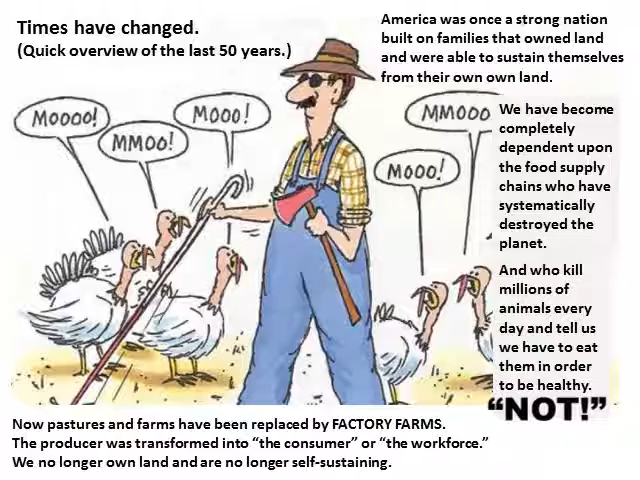 Times have changed.
(Quick overview of the last 50 years.)
America was once a strong nation
built on families that owned land
and were able to sustain themselves
from their own own land.
MOOOO!
MMOO!
MOOO!
MOOO!
MMOOO
We have become
completely
dependent upon
the food supply
chains who have
systematically
destroyed the
planet.
And who kill
millions of
animals every
day and tell us
we have to eat
them in order
to be healthy.
“NOT!”
Now pastures and farms have been replaced by FACTORY FARMS.
The producer was transformed into “the consumer” or “the workforce.”
We no longer own land and are no longer self-sustaining.